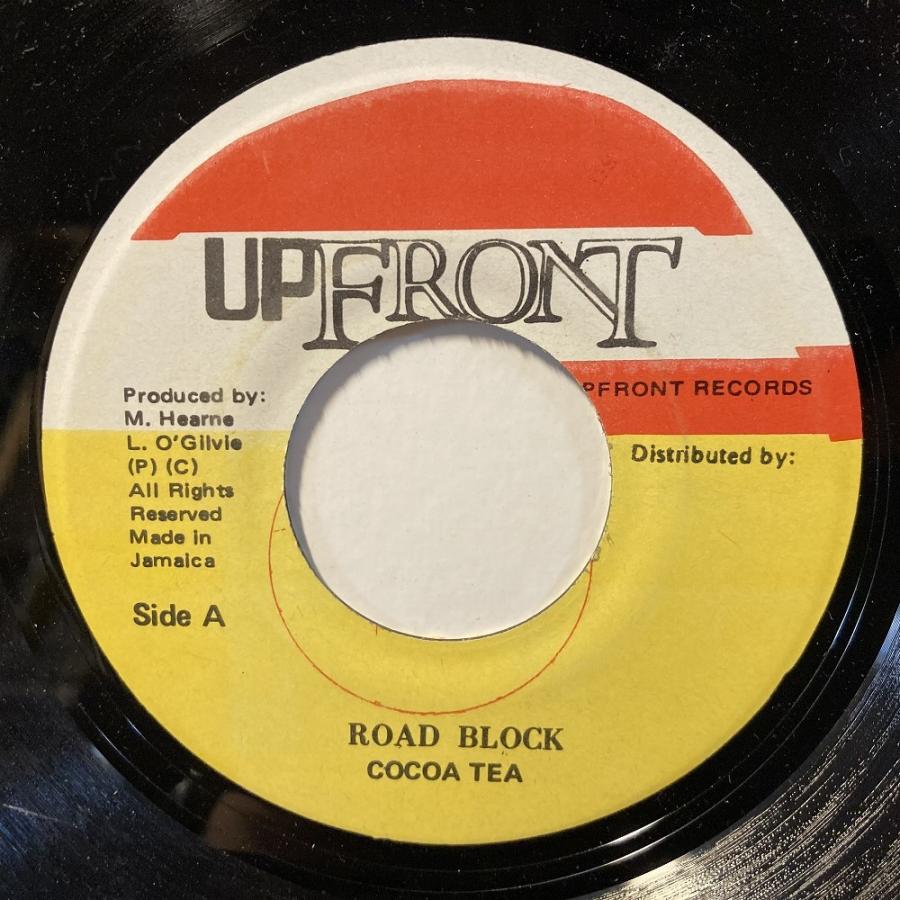 UPFRONT
PFRONT RECORDS
Produced by:
M. Hearne
L. O'Gilvie
(P) (C)
All Rights
Reserved
Made in
Jamaica
Distributed by:
Side A
ROAD BLOCK
COCOA TEA